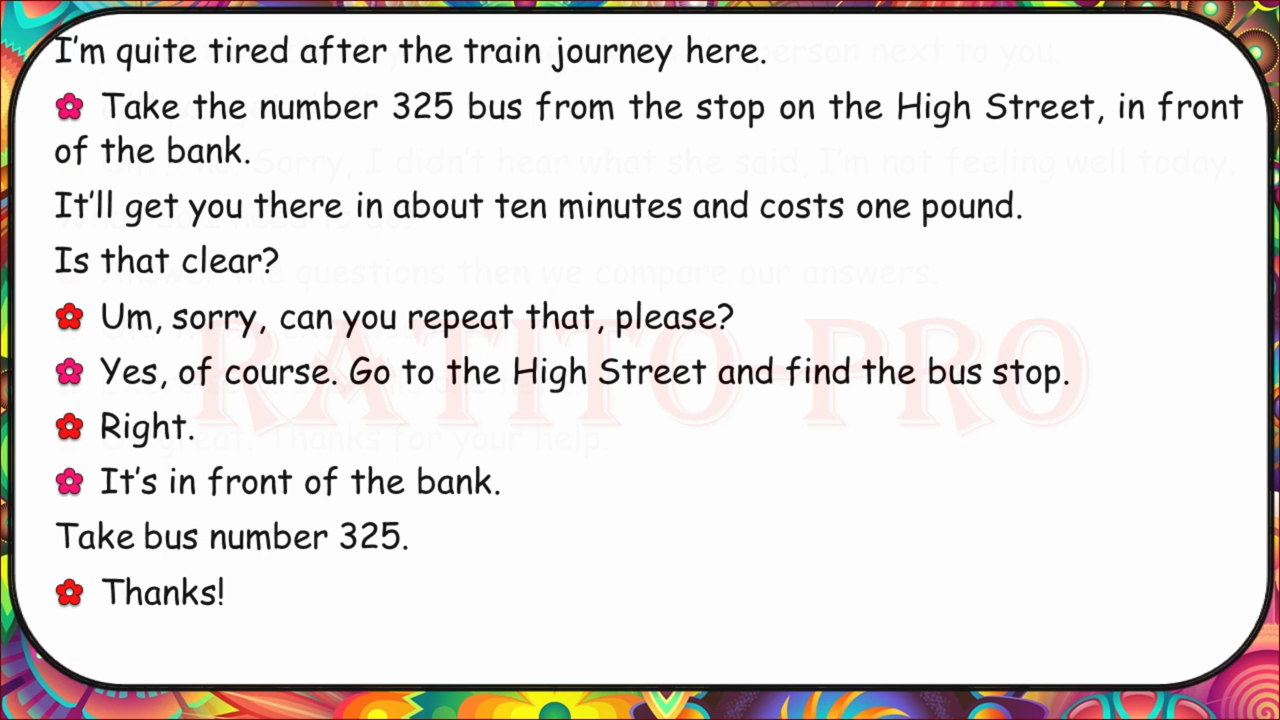 I'm quite tired after the train journey here.
Take the number 325 bus from the stop on the High Street, in front
of the bank.
It'll get you there in about ten minutes and costs one pound.
Is that clear?
Um, sorry, can you repeat that, please?
Yes, of course. Go to the High Street and find the bus stop.
RATITO-PRO
Right.
It's in front of the bank.
Take bus number 325.
Thanks!